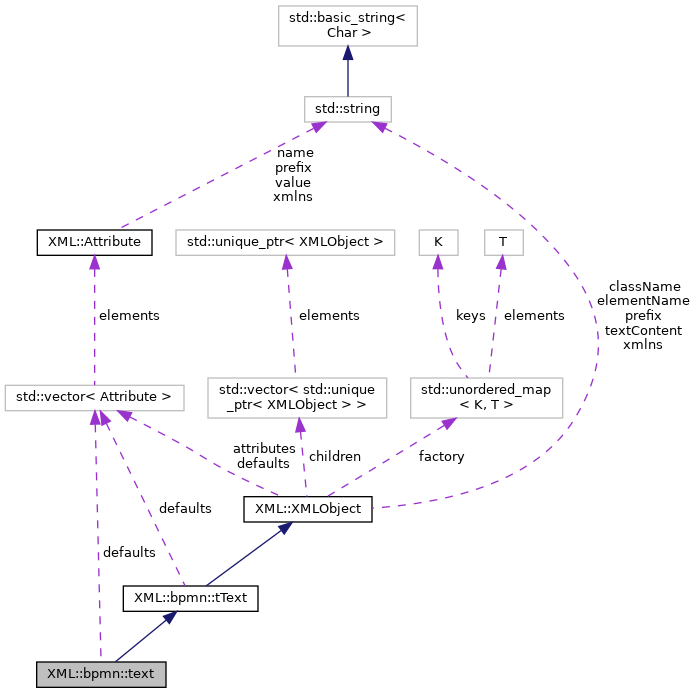 std::basic_string<
Char >
std::string
name
prefix
value
xmlns
XML::Attribute
std::unique_ptr< XMLObject >
K
T
className
elementName
prefix
textContent
xmlns
elements
elements
keys
elements
std::vector< Attribute >
std::vector< std::unique
_ptr< XMLObject > >
std::unordered_map
< K, T >
attributes
defaults
children
factory
XML::XMLObject
defaults
defaults
XML::bpmn::tText
XML::bpmn::text